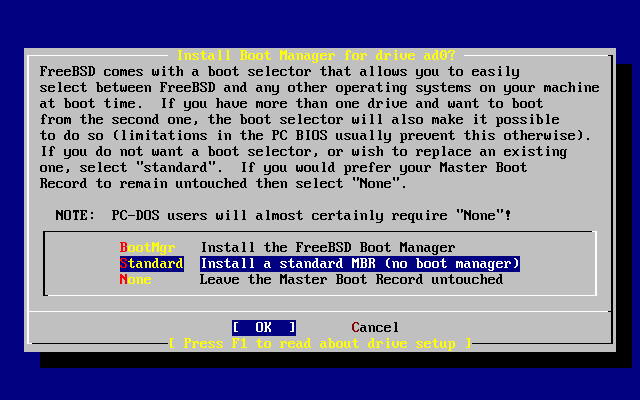 Install Boot Manager for drive ad0?
FreeBSD comes with a boot selector that allows you to easily
select between FreeBSD and any other operating systems on your machine
at boot time.  If you have more than one drive and want to boot
from the second one, the boot selector will also make it possible
to do so (limitations in the PC BIOS usually prevent this otherwise).
If you do not want a boot selector, or wish to replace an existing
one, select "standard".  If you would prefer your Master Boot
Record to remain untouched then select "None".
NOTE:  PC-DOS users will almost certainly require "None"!
BootMgr   Install the FreeBSD Boot Manager
Standard  Install a standard MBR (no boot manager)
None      Leave the Master Boot Record untouched
[  OK  ]       Cancel
[ Press F1 to read about drive setup ]